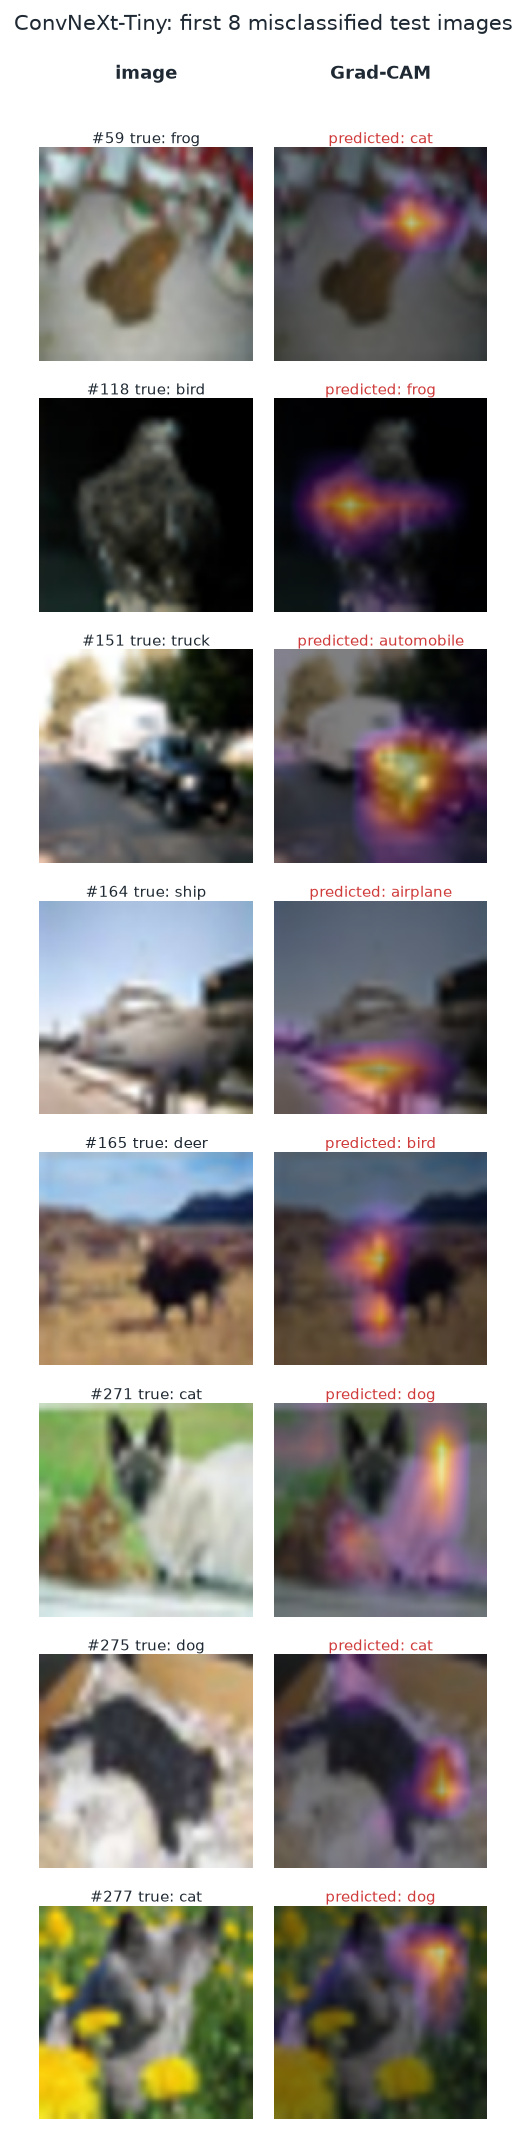 ConvNeXt-Tiny: first 8 misclassified test images
image Grad-CAM
#59 true: frog predicted: cat
#118 true: bird predicted: frog
#151 true: truck predicted: automobile
#164 true: ship predicted: airplane
#165 true: deer predicted: bird
#271 true: cat predicted: dog
#275 true: dog predicted: cat
#277 true: cat predicted: dog